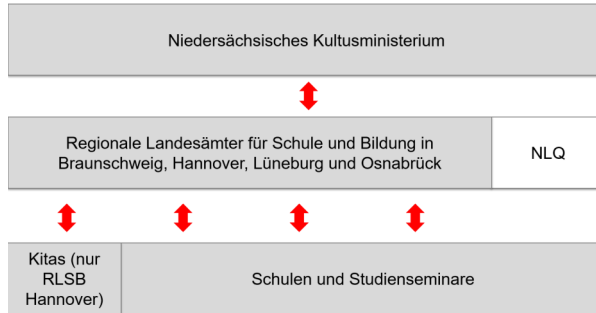 Niedersächsisches Kultusministerium
Regionale Landesämter für Schule und Bildung in
Braunschweig, Hannover, Lüneburg und Osnabrück
NLQ
Kitas (nur
RLSB
Hannover)
Schulen und Studienseminare